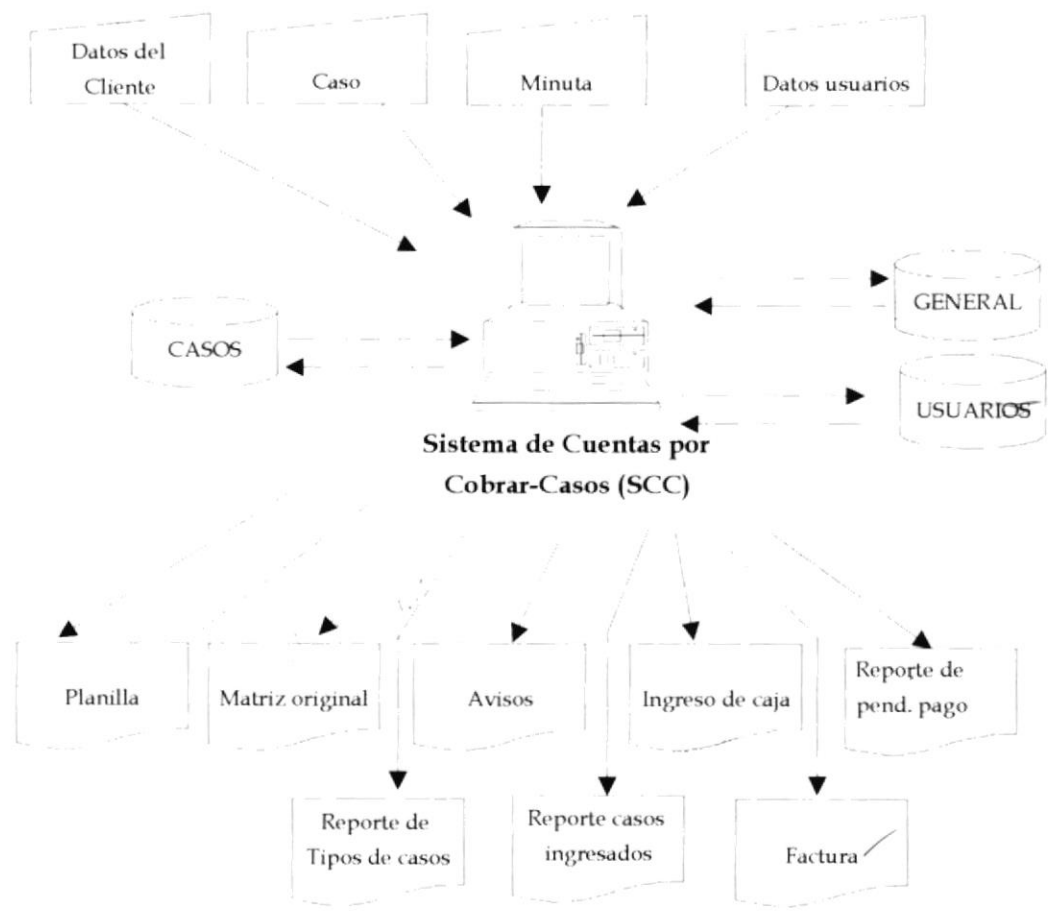 Datos del
Cliente
Caso
Minuta
Datos usuarios
GENERAL
CASOS
USUARIOS
Sistema de Cuentas por
Cobrar-Casos (SCC)
Planilla
Matriz original
Avisos
Ingreso de caja
Reporte de
pend. pago
Reporte de
Tipos de casos
Reporte casos
ingresados
Factura